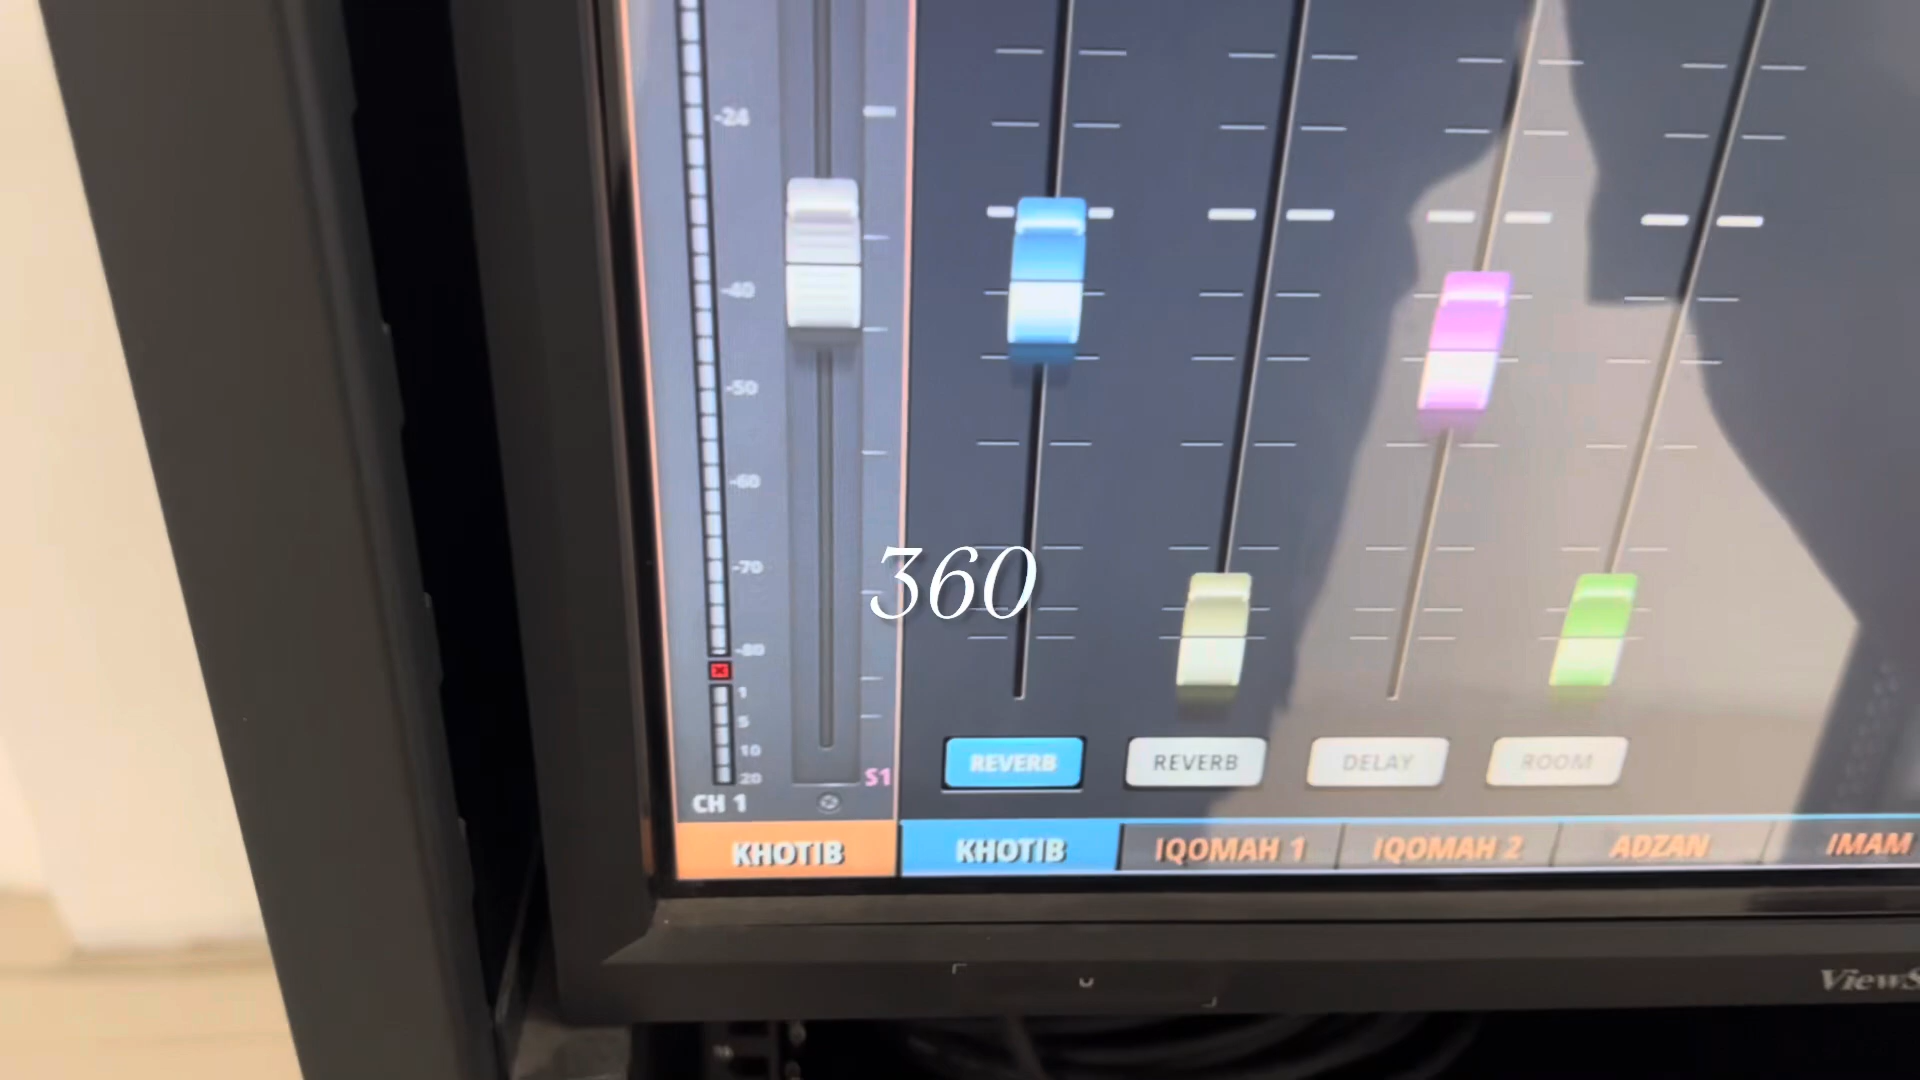 -24
-40
-50
-60
-70
-80
1
5
10
20
S1
CH 1
360
REVERB REVERB DELAY ROOM
KHOTIB KHOTIB IQOMAH 1 IQOMAH 2 ADZAN IMAM